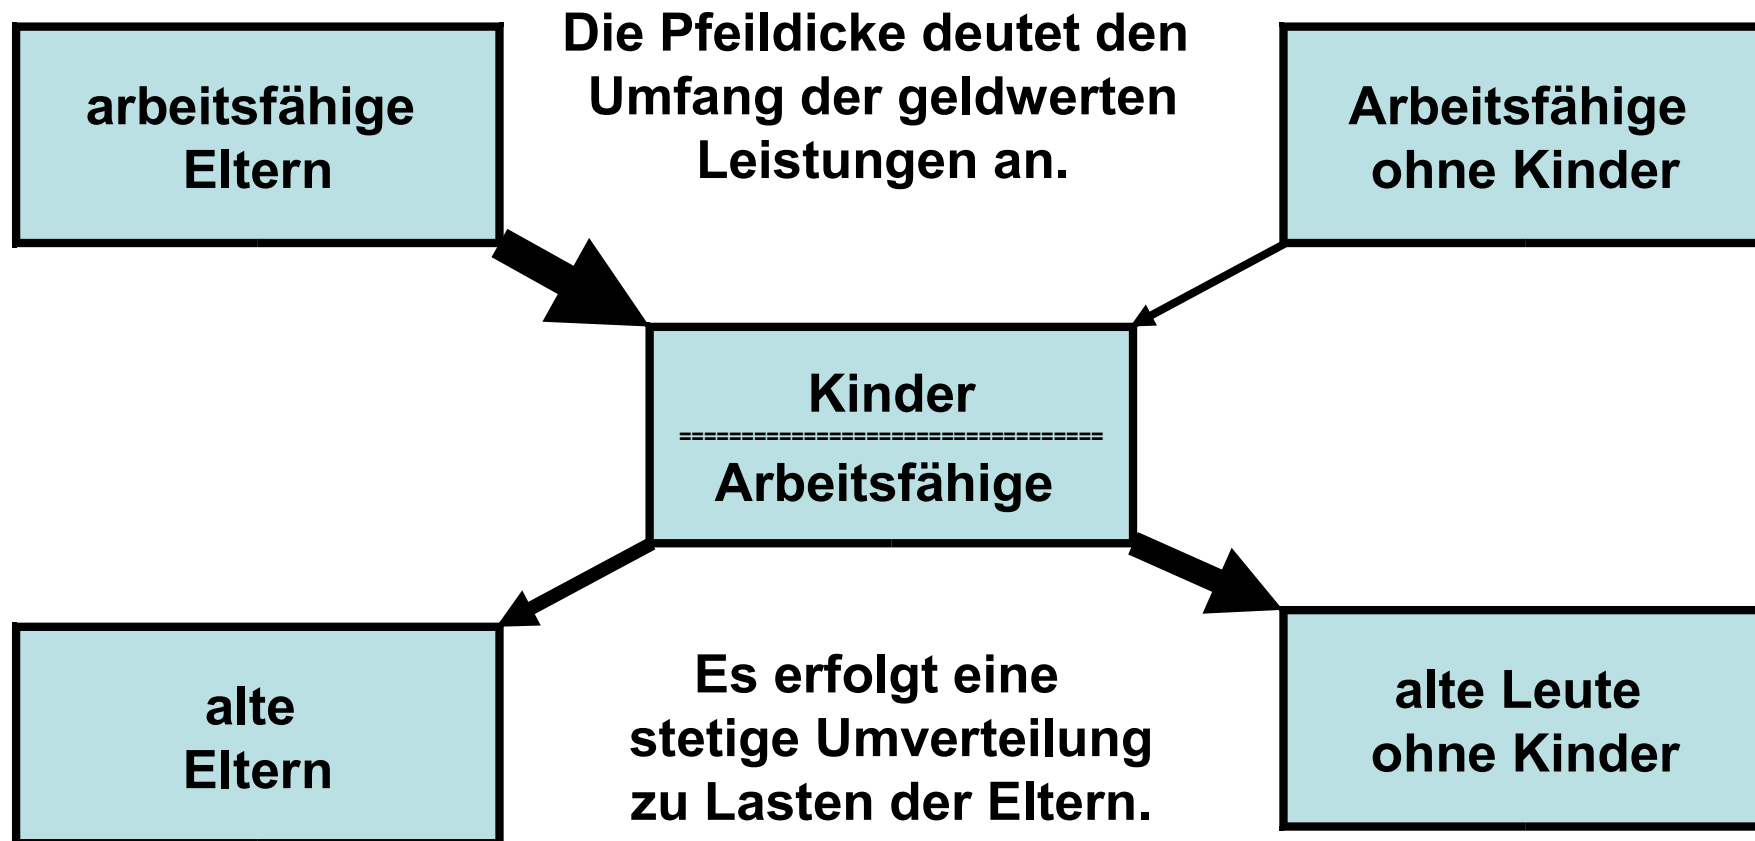 Die Pfeildicke deutet den
Umfang der geldwerten
Leistungen an.
arbeitsfähige
Eltern
Arbeitsfähige
ohne Kinder
Kinder
==================================
Arbeitsfähige
alte
Eltern
Es erfolgt eine
stetige Umverteilung
zu Lasten der Eltern.
alte Leute
ohne Kinder